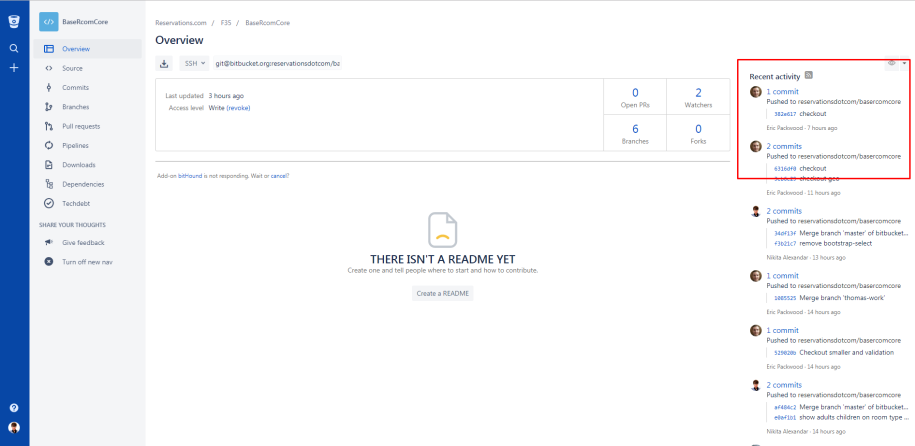 BaseRcomCore
Overview
Source
Commits
Branches
Pull requests
Pipelines
Downloads
Dependencies
Techdebt
SHARE YOUR THOUGHTS
Give feedback
Turn off new nav
Reservations.com / F35 / BaseRcomCore
Overview
SSH git@bitbucket.org:reservationsdotcom/ba
Last updated 3 hours ago
Access level Write (revoke)
0
Open PRs
2
Watchers
6
Branches
0
Forks
Add-on bitHound is not responding. Wait or cancel?
THERE ISN'T A README YET
Create one and tell people where to start and how to contribute.
Create a README
Recent activity
1 commit
Pushed to reservationsdotcom/basercomcore
382a617 checkout
Eric Packwood · 7 hours ago
2 commits
Pushed to reservationsdotcom/basercomcore
6316df0 checkout
checkout geo
Eric Packwood · 11 hours ago
2 commits
Pushed to reservationsdotcom/basercomcore
34df13f Merge branch 'master' of bitbucket...
f3b21c7 remove bootstrap-select
Nikita Alexandar · 13 hours ago
1 commit
Pushed to reservationsdotcom/basercomcore
1085525 Merge branch 'thomas-work'
Eric Packwood · 14 hours ago
1 commit
Pushed to reservationsdotcom/basercomcore
529820b Checkout smaller and validation
Eric Packwood · 14 hours ago
2 commits
Pushed to reservationsdotcom/basercomcore
af484c2 Merge branch 'master' of bitbucket...
e0af1b1 show adults children on room type ...
Nikita Alexandar · 14 hours ago